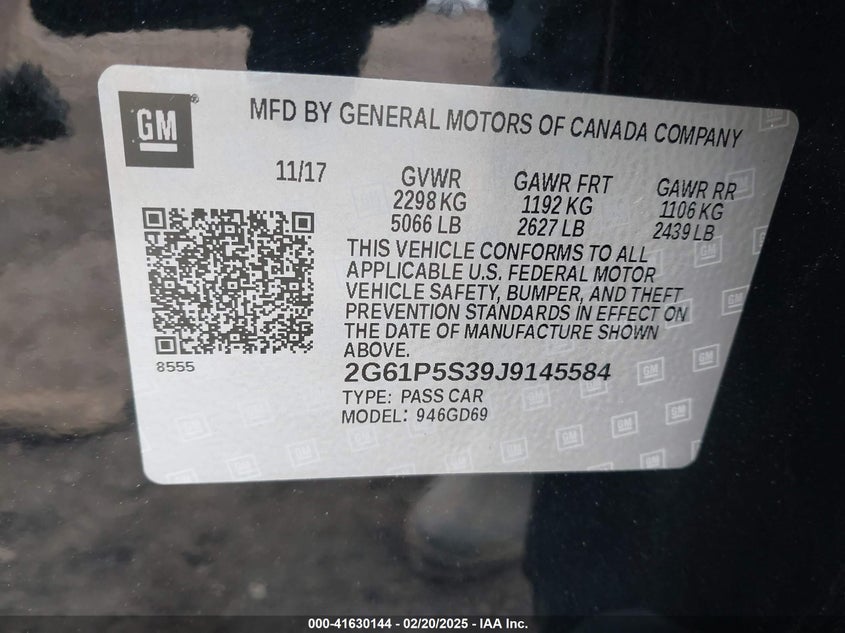 GM®
MFD BY GENERAL MOTORS OF CANADA COMPANY
11/17
GVWR
2298 KG
5066 LB
GAWR FRT
1192 KG
2627 LB
GAWR RR
1106 KG
2439 LB
THIS VEHICLE CONFORMS TO ALL
APPLICABLE U.S. FEDERAL MOTOR
VEHICLE SAFETY, BUMPER, AND THEFT
PREVENTION STANDARDS IN EFFECT ON
THE DATE OF MANUFACTURE SHOWN
ABOVE.
8555
2G61P5S39J9145584
TYPE: PASS CAR
MODEL: 946GD69
000-41630144 - 02/20/2025 - IAA Inc.